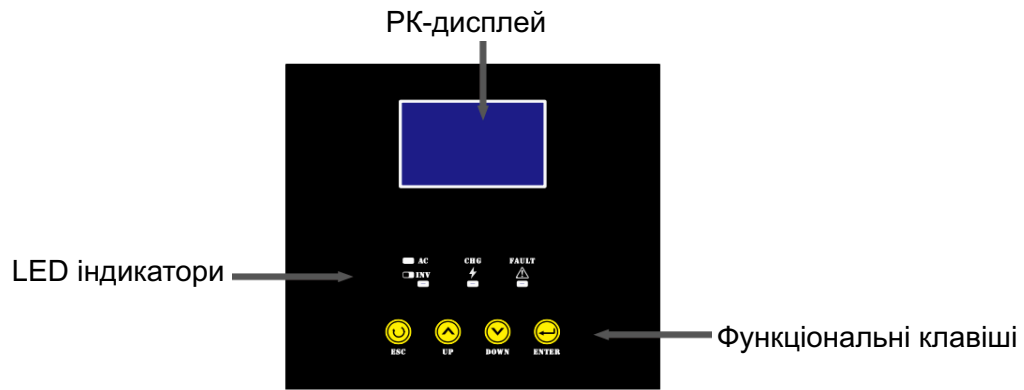 РК-дисплей
AC CHG FAULT
INV
LED індикатори
ESC UP DOWN ENTER
Функціональні клавіші